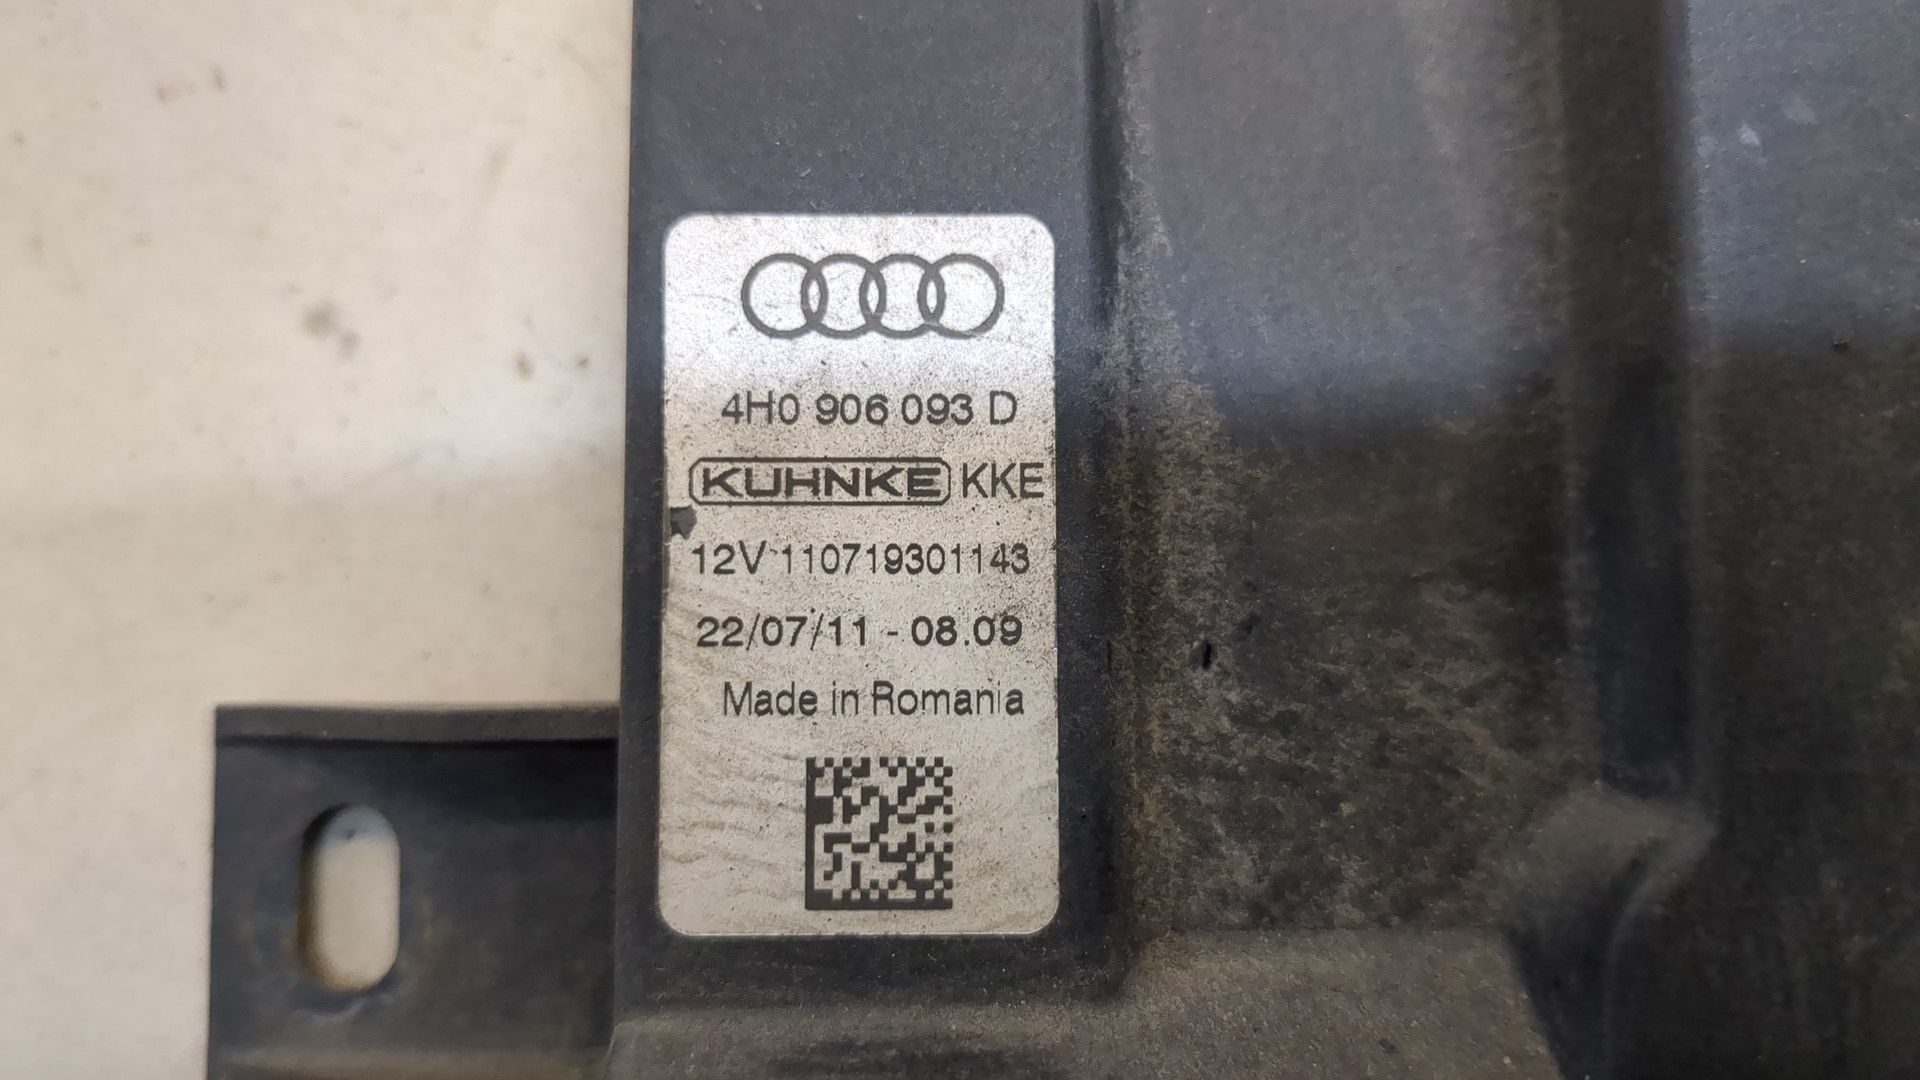 4H0 906 093 D
KUHNKE KKE
12V 110719301143
22/07/11 - 08.09
Made in Romania